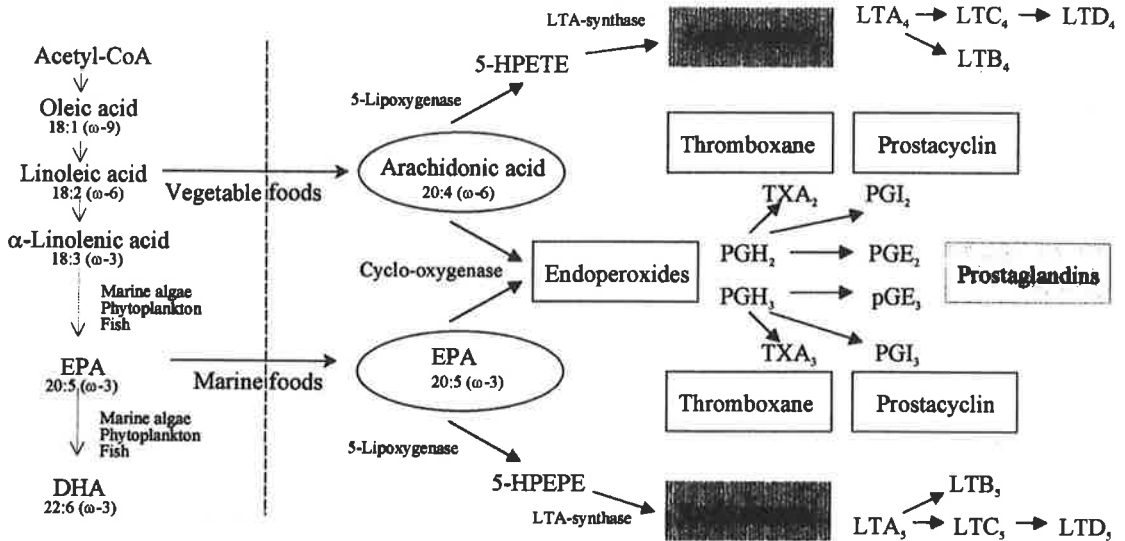 Acetyl-CoA
Oleic acid
18:1 (ω-9)
Linoleic acid
18:2 (ω-6)
α-Linolenic acid
18:3 (ω-3)
Marine algae
Phytoplankton
Fish
EPA
20:5 (ω-3)
Marine algae
Phytoplankton
Fish
DHA
22:6 (ω-3)
Vegetable foods
Marine foods
LTA-synthase
5-HPETE
5-Lipoxygenase
Arachidonic acid
20:4 (ω-6)
Cyclo-oxygenase
EPA
20:5 (ω-3)
5-Lipoxygenase
5-HPEPE
LTA-synthase
LTA₄
LTC₄
LTD₄
LTB₄
Thromboxane
Prostacyclin
TXA₂
PGI₂
Endoperoxides
PGH₂
PGE₂
PGH₃
pGE₃
Prostaglandins
TXA₃
PGI₃
Thromboxane
Prostacyclin
LTB₅
LTA₅
LTC₅
LTD₅